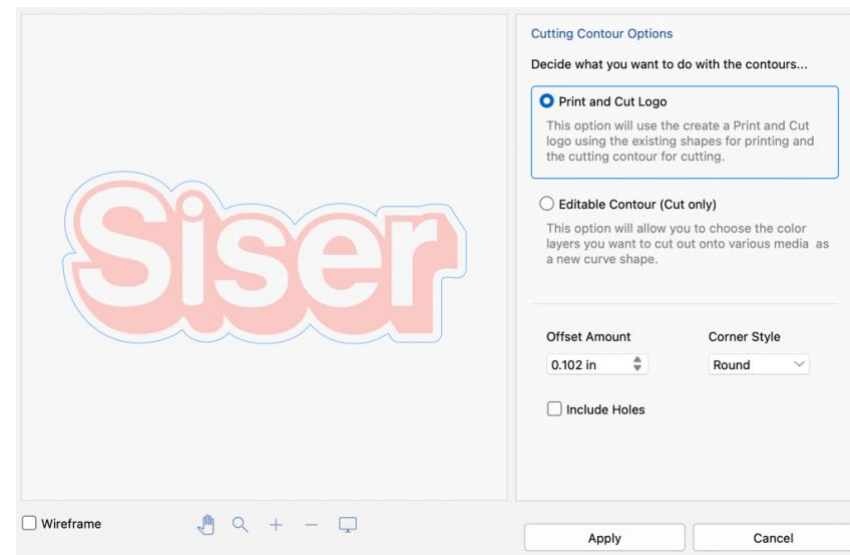 Siser
Cutting Contour Options
Decide what you want to do with the contours...
Print and Cut Logo
This option will use the create a Print and Cut
logo using the existing shapes for printing and
the cutting contour for cutting.
Editable Contour (Cut only)
This option will allow you to choose the color
layers you want to cut out onto various media as
a new curve shape.
Offset Amount
Corner Style
0.102 in
Round
Include Holes
Wireframe
Apply
Cancel